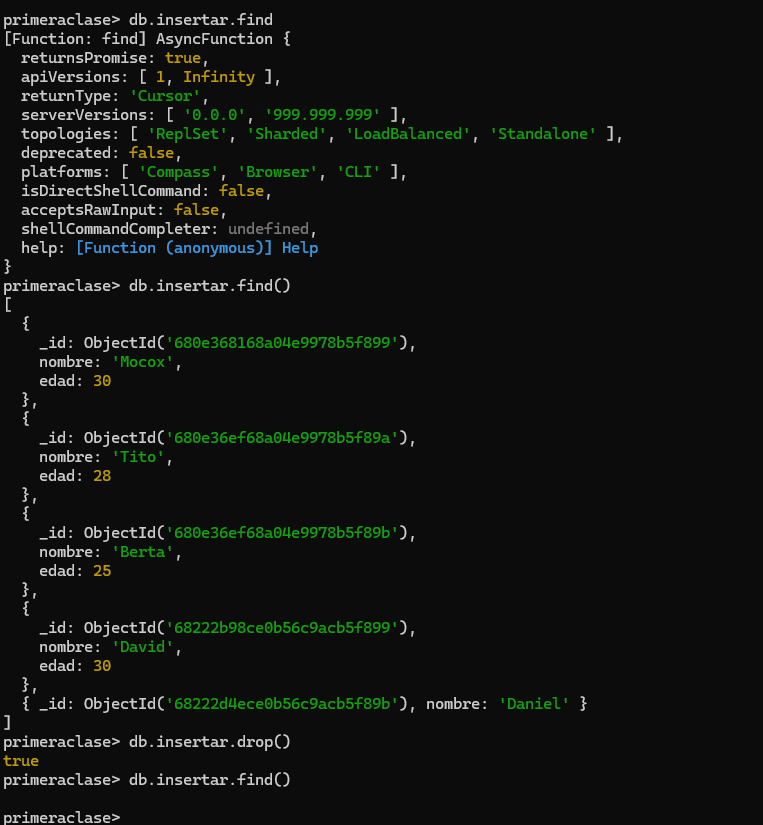 primeraclase> db.insertar.find
[Function: find] AsyncFunction {
  returnsPromise: true,
  apiVersions: [ 1, Infinity ],
  returnType: 'Cursor',
  serverVersions: [ '0.0.0', '999.999.999' ],
  topologies: [ 'ReplSet', 'Sharded', 'LoadBalanced', 'Standalone' ],
  deprecated: false,
  platforms: [ 'Compass', 'Browser', 'CLI' ],
  isDirectShellCommand: false,
  acceptsRawInput: false,
  shellCommandCompleter: undefined,
  help: [Function (anonymous)] Help
}
primeraclase> db.insertar.find()
[
  {
    _id: ObjectId('680e368168a04e9978b5f899'),
    nombre: 'Mocox',
    edad: 30
  },
  {
    _id: ObjectId('680e36ef68a04e9978b5f89a'),
    nombre: 'Tito',
    edad: 28
  },
  {
    _id: ObjectId('680e36ef68a04e9978b5f89b'),
    nombre: 'Berta',
    edad: 25
  },
  {
    _id: ObjectId('68222b98ce0b56c9acb5f899'),
    nombre: 'David',
    edad: 30
  },
  { _id: ObjectId('68222d4ece0b56c9acb5f89b'), nombre: 'Daniel' }
]
primeraclase> db.insertar.drop()
true
primeraclase> db.insertar.find()

primeraclase>